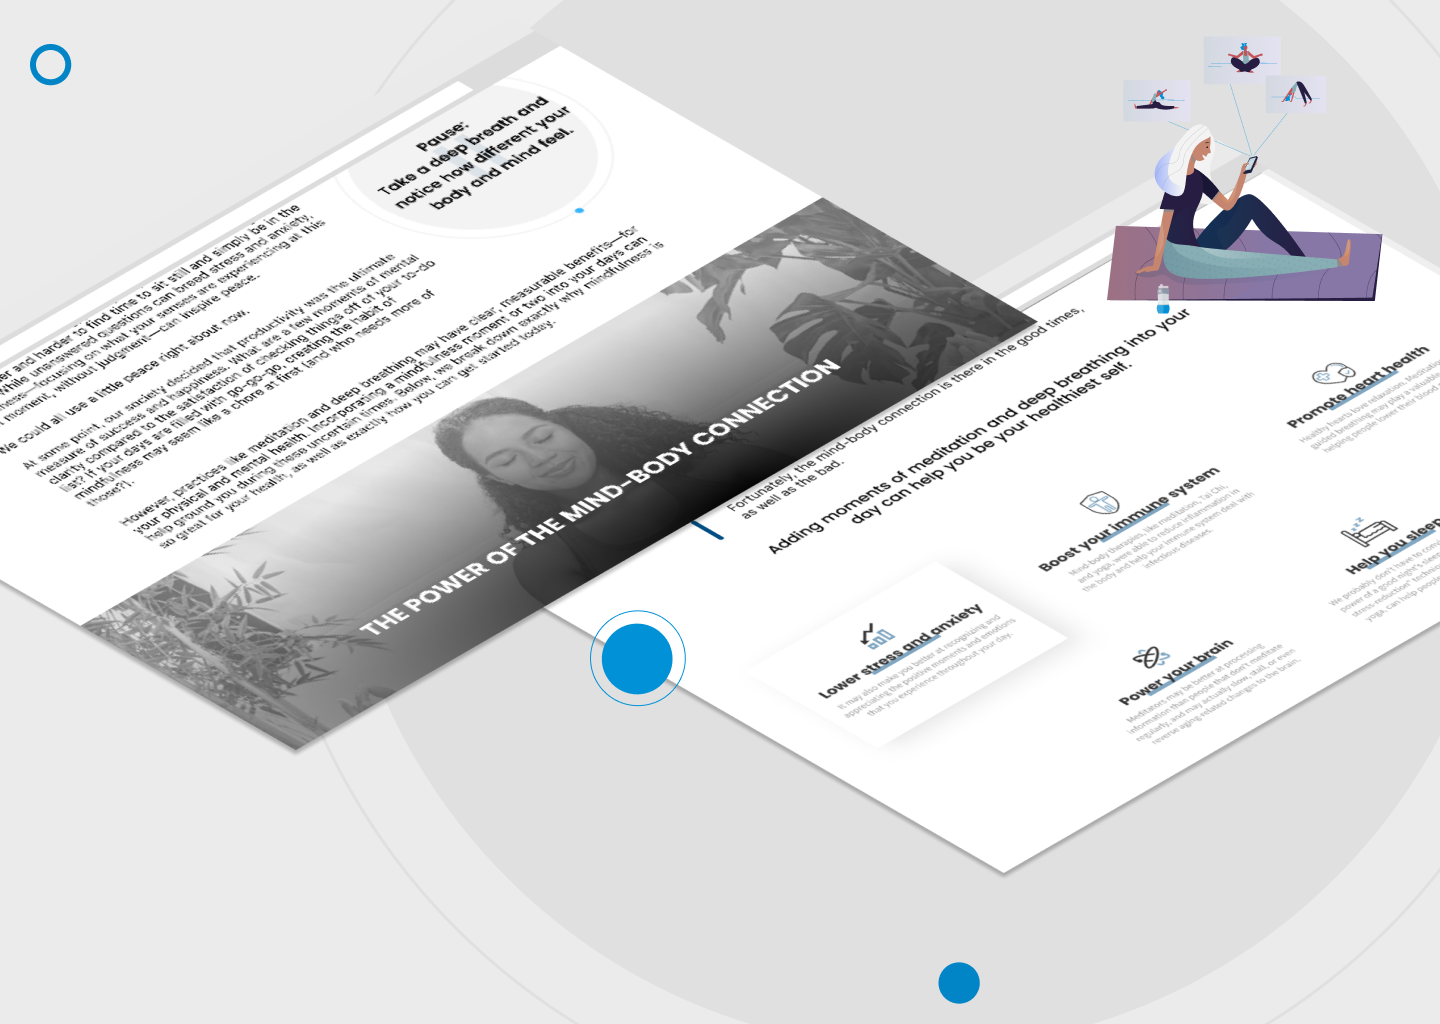 Pause:
Take a deep breath and
notice how different your
body and mind feel.
er and harder to find time to sit still and simply be in the
While unanswered questions can breed stress and anxiety,
ess—focusing on what your senses are experiencing at this
moment, without judgment—can inspire peace.
We could all use a little peace right about now.
At some point, our society decided that productivity was the ultimate
measure of success and happiness. What are a few moments of mental
clarity compared to the satisfaction of checking things off of your to-do
list? If your days are filled with go-go-go, creating the habit of
mindfulness may seem like a chore at first (and who needs more of
those?!).
However, practices like meditation and deep breathing may have clear, measurable benefits—for
your physical and mental health. Incorporating a mindfulness moment or two into your days can
help ground you during these uncertain times. Below, we break down exactly why mindfulness is
so great for your health, as well as exactly how you can get started today.
THE POWER OF THE MIND-BODY CONNECTION
Fortunately, the mind-body connection is there in the good times,
as well as the bad.
Adding moments of meditation and deep breathing into your
day can help you be your healthiest self.
Lower stress and anxiety
It may also make you better at recognizing and
appreciating the positive moments and emotions
that you experience throughout your day.
Boost your immune system
Mind-body therapies, like meditation, Tai Chi,
and yoga, were able to reduce inflammation in
the body and help your immune system deal with
infectious diseases.
Promote heart health
Healthy hearts love relaxation. Meditation
guided breathing may play a valuable
helping people lower their blood
Power your brain
Meditators may be better at processing
information than people that don't meditate
regularly, and may actually slow, stall, or even
reverse aging-related changes to the brain.
Help you sleep
We probably don't have to
power of a good night's sleep
stress reduction" techniques
yoga, can help people